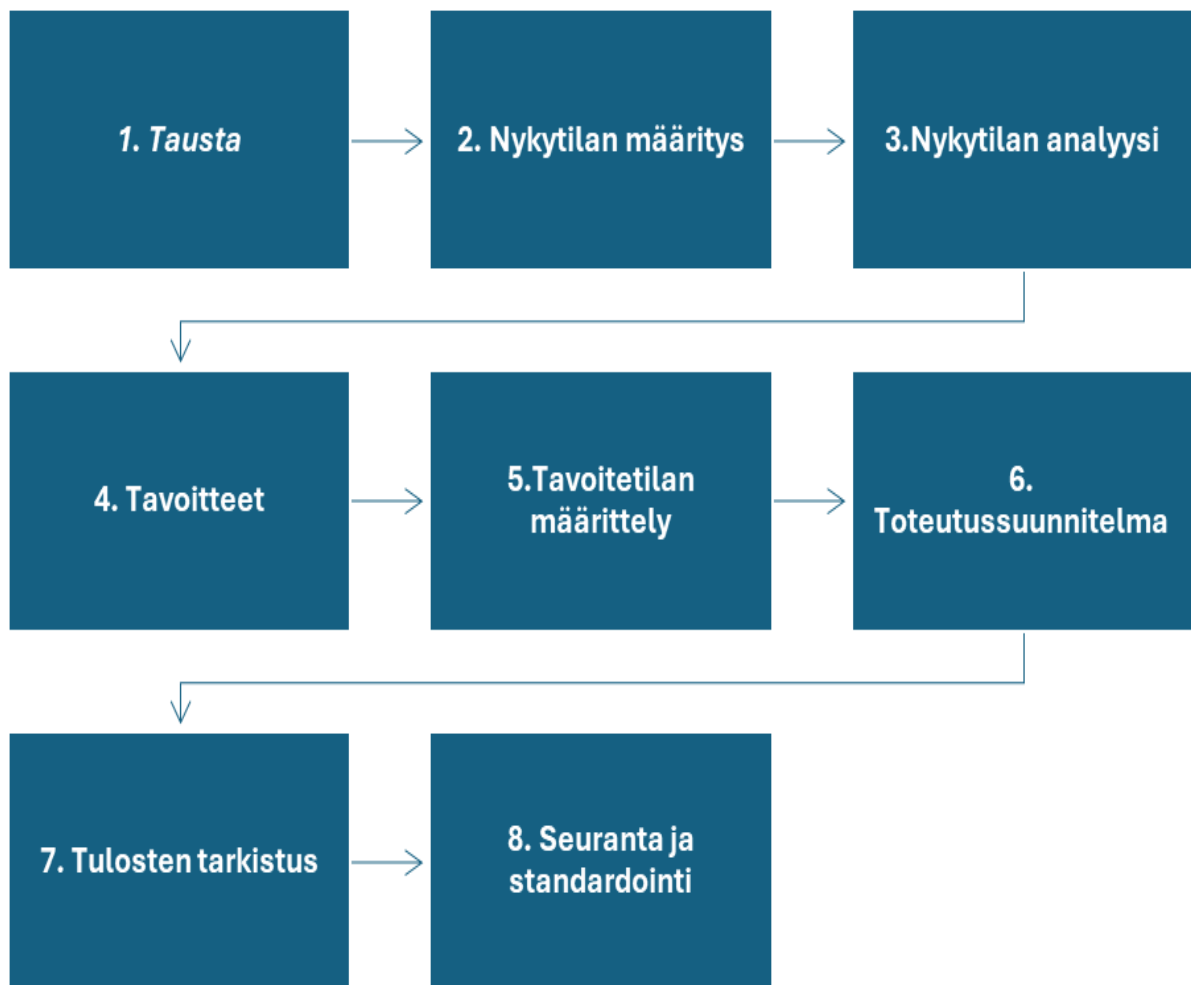 1. Tausta
2. Nykytilan määritys
3.Nykytilan analyysi
4. Tavoitteet
5.Tavoitetilan
määrittely
6.
Toteutussuunnitelma
7. Tulosten tarkistus
8. Seuranta ja
standardointi